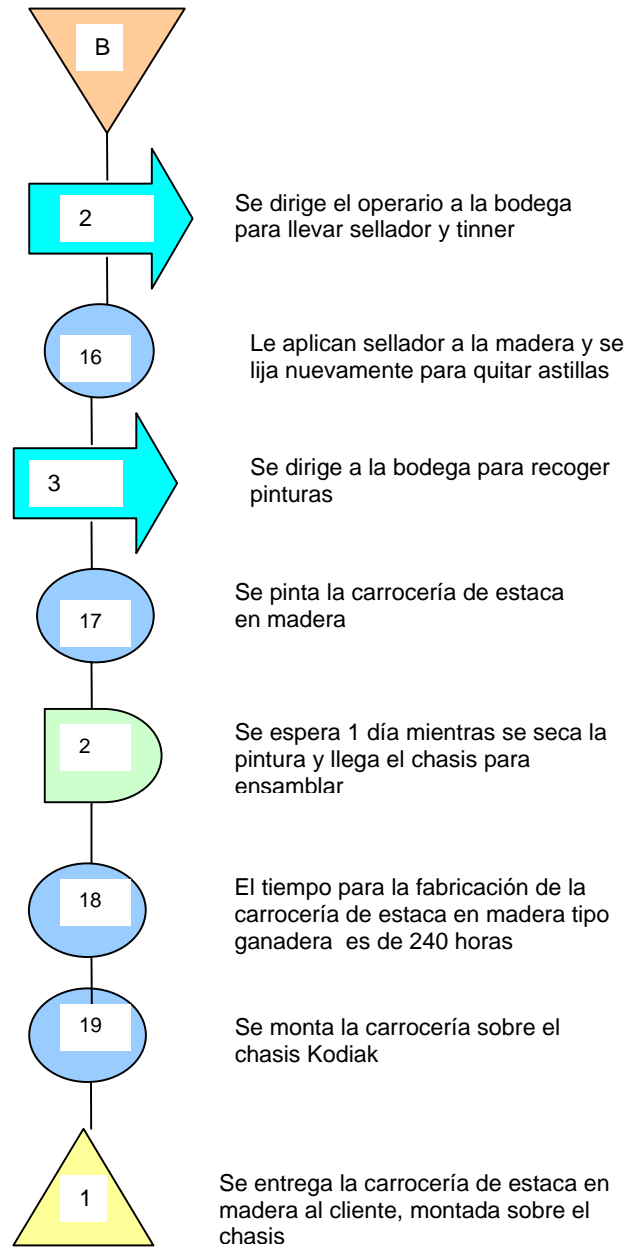 B
2
Se dirige el operario a la bodega
para llevar sellador y tinner
16
Le aplican sellador a la madera y se
lija nuevamente para quitar astillas
3
Se dirige a la bodega para recoger
pinturas
17
Se pinta la carrocería de estaca
en madera
2
Se espera 1 día mientras se seca la
pintura y llega el chasis para
ensamblar
18
El tiempo para la fabricación de la
carrocería de estaca en madera tipo
ganadera es de 240 horas
19
Se monta la carrocería sobre el
chasis Kodiak
1
Se entrega la carrocería de estaca en
madera al cliente, montada sobre el
chasis